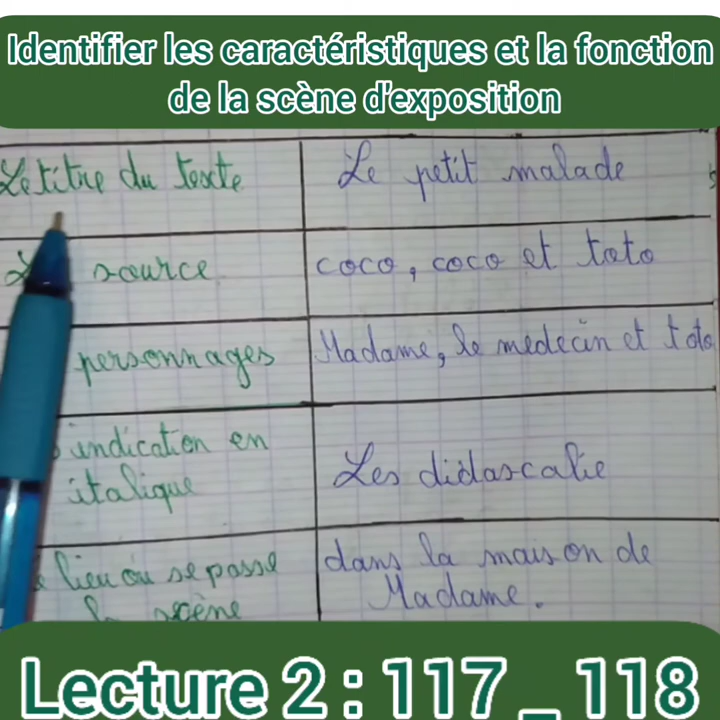 Identifier les caractéristiques et la fonction
de la scène d'exposition
Le titre du texte
Le petit malade
source
coco, coco et toto
personnages
Madame, le medecin et toto
indication en
italique
Les didascalie
lieu où se passe
la scène
dans la maison de
Madame.
Lecture 2 : 117 _ 118